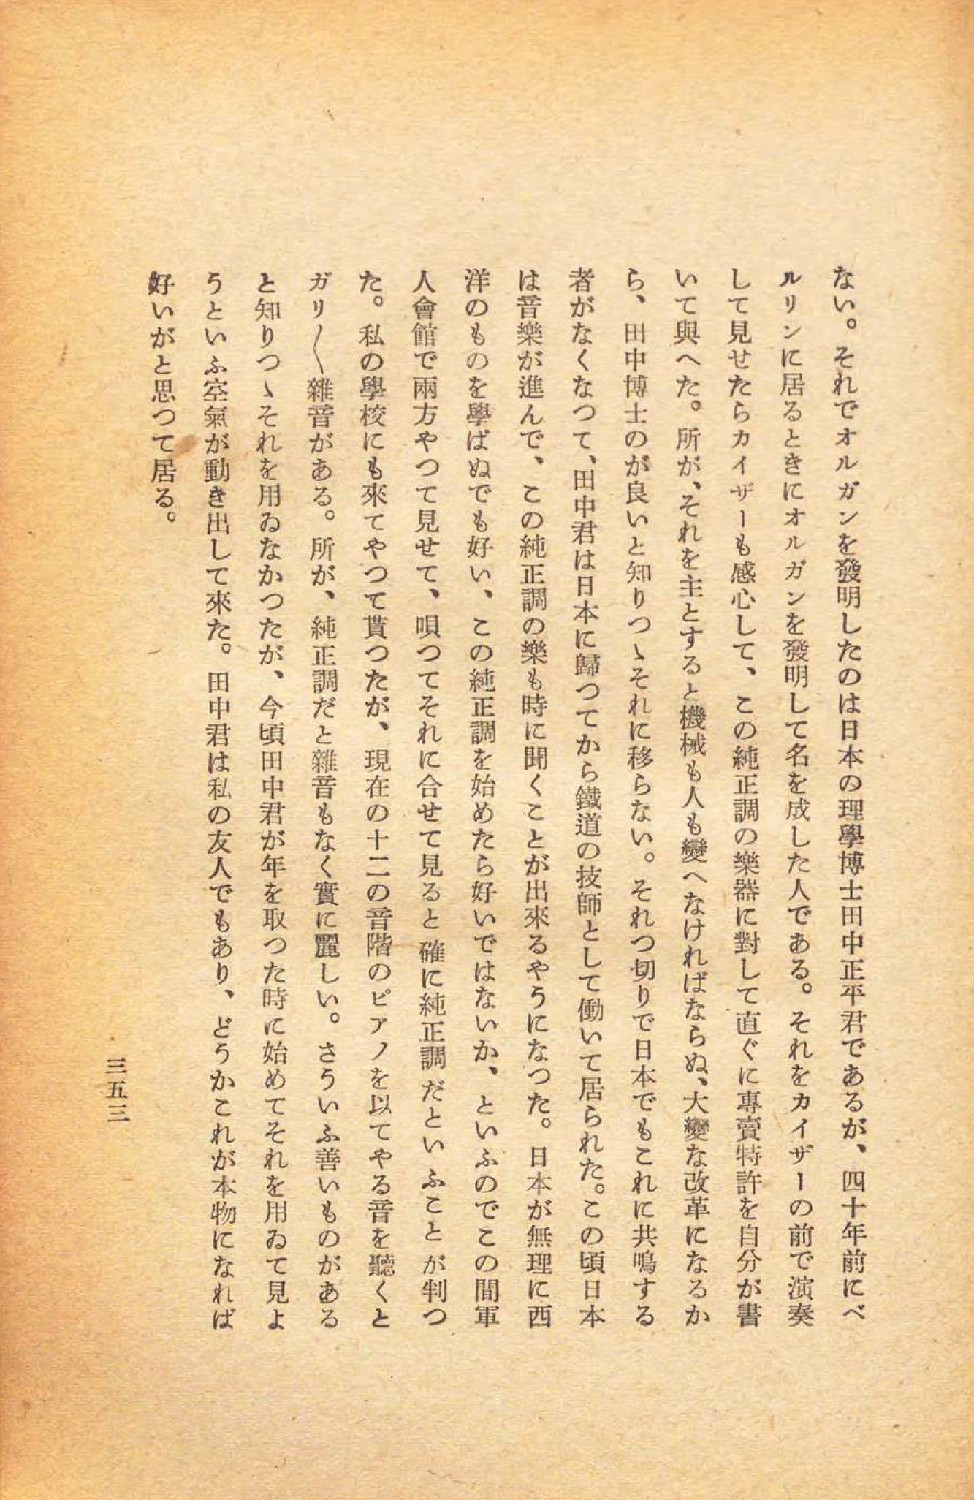 ない。それでオルガンを發明したのは日本の理學博士田中正平君であるが、四十年前にベ
ルリンに居るときにオルガンを發明して名を成した人である。それをカイザーの前で演奏
して見せたらカイザーも感心して、この純正調の樂器に對して直ぐに專賣特許を自分が書
いて與へた。所が、それを主とすると機械も人も變へなければならぬ、大變な改革になるか
ら、田中博士のが良いと知りつゝそれに移らない。それつ切りで日本でもこれに共鳴する
者がなくなつて、田中君は日本に歸つてから鐵道の技師として働いて居られた。この頃日本
は音樂が進んで、この純正調の樂も時に聞くことが出來るやうになつた。日本が無理に西
洋のものを學ばぬでも好い、この純正調を始めたら好いではないか、といふのでこの間軍
人會館で兩方やつて見せて、唄つてそれに合せて見ると確に純正調だといふことが判つ
た。私の學校にも來てやつて貰つたが、現在の十二の音階のピアノを以てやる音を聽くと
ガリ〳〵雜音がある。所が、純正調だと雜音もなく實に麗しい。さういふ善いものがある
と知りつゝそれを用ゐなかつたが、今頃田中君が年を取つた時に始めてそれを用ゐて見よ
うといふ空氣が動き出して來た。田中君は私の友人でもあり、どうかこれが本物になれば
好いがと思つて居る。
三五三